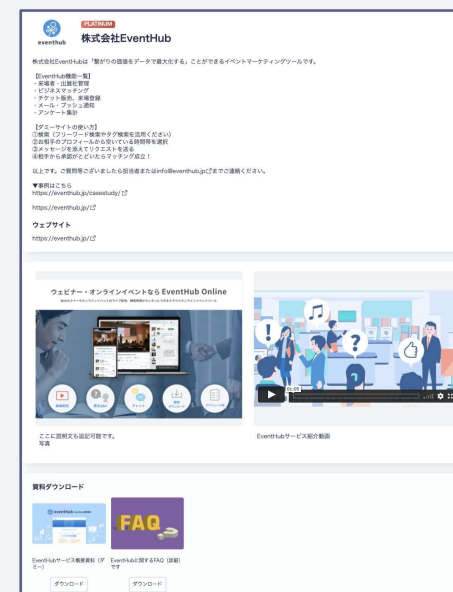 eventhub
PLATINUM
株式会社EventHub
株式会社EventHubは「繋がりの価値をデータで最大化する」ことができるイベントマーケティングツールです。
【EventHub機能一覧】
・来場者・出展社管理
・ビジネスマッチング
・チケット販売、来場登録
・メール・プッシュ通知
・アンケート集計
【ダミーサイトの使い方】
①検索（フリーワード検索やタグ検索を活用ください）
②お相手のプロフィールから空いている時間帯を選択
③メッセージを添えてリクエストを送る
④相手から承認がとどいたらマッチング成立！
以上です。ご質問等ございましたら担当者またはinfo@eventhub.jpまでご連絡ください。
▼事例はこちら
https://eventhub.jp/casestudy/
https://eventhub.jp/
ウェブサイト
https://eventhub.jp/
ウェビナー・オンラインイベントなら EventHub Online
動画配信
チャット
資料
ダウンロード
01:05
ここに説明文も追記可能です。
写真
EventHubサービス紹介動画
資料ダウンロード
eventhub
FAQ
EventHubサービス概要資料（ダミー）
EventHubに関するFAQ（詳細）です
ダウンロード
ダウンロード